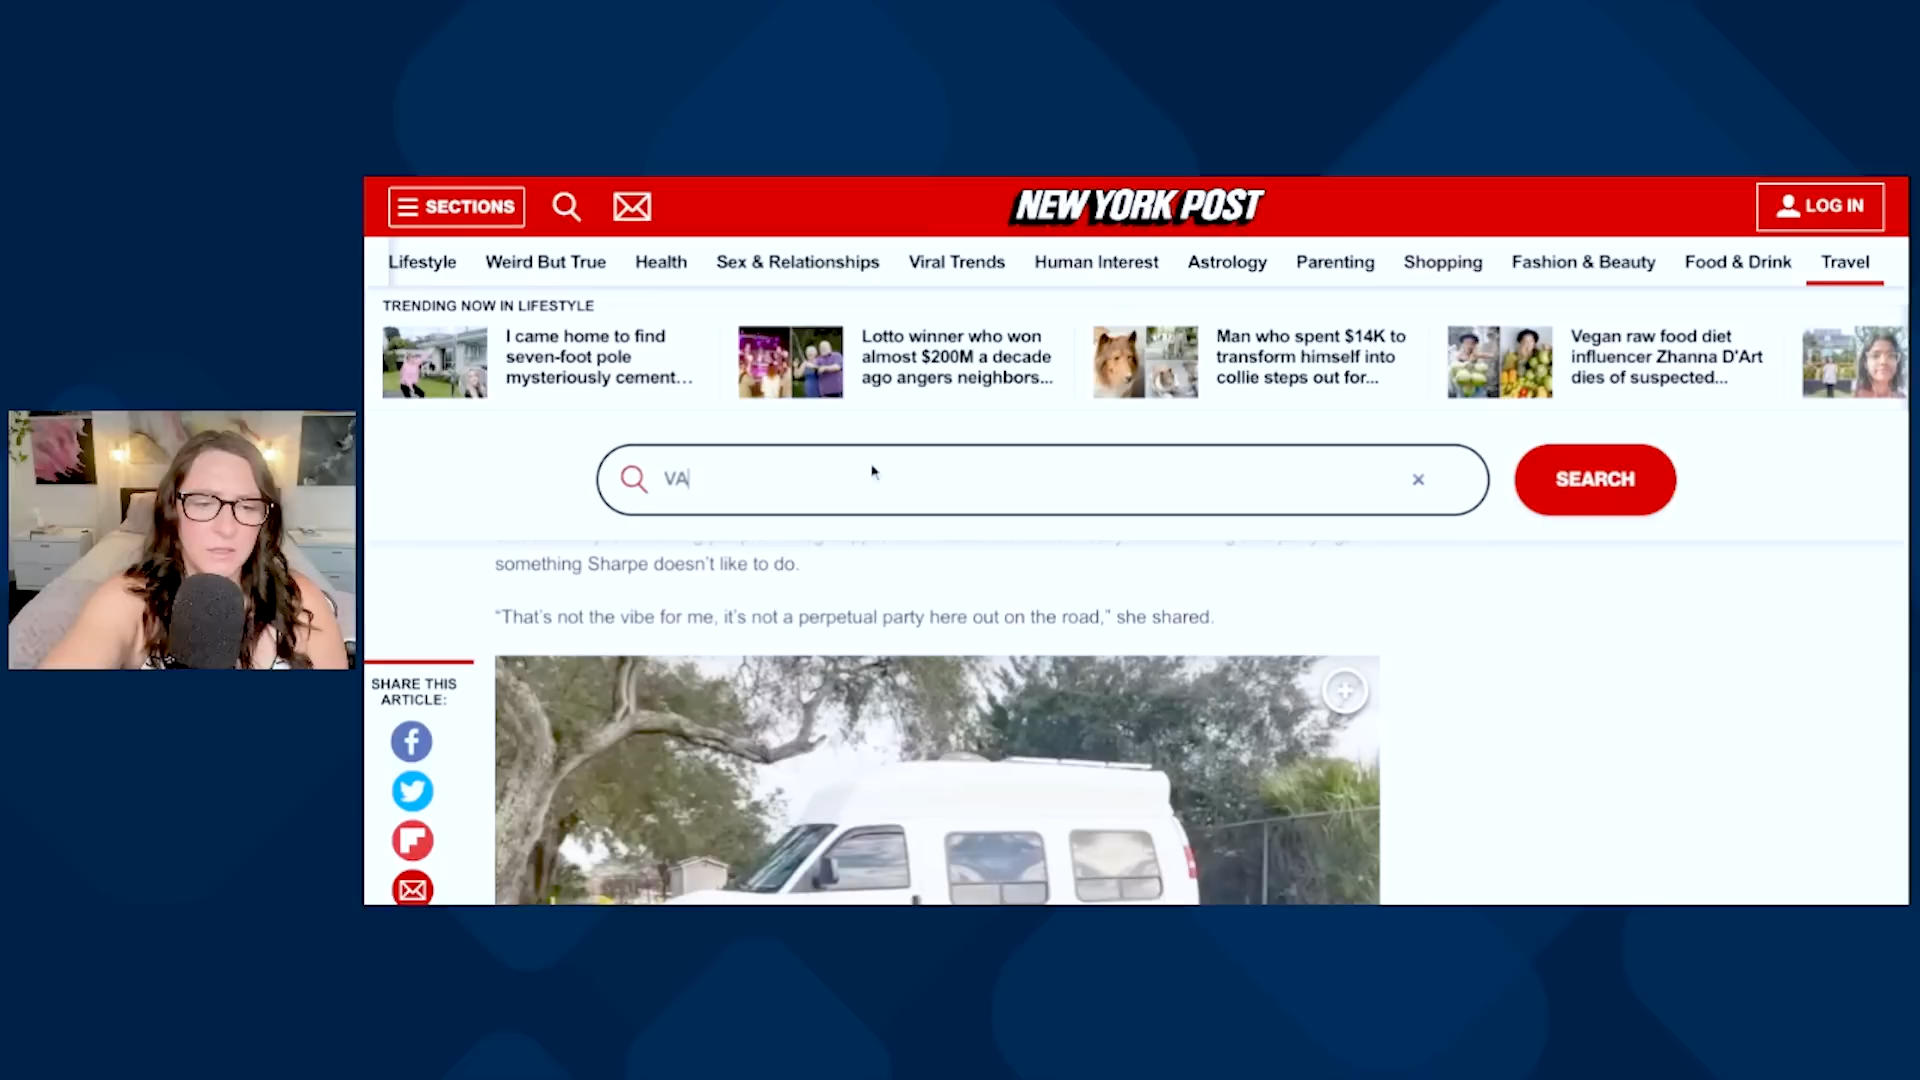 SECTIONS
NEW YORK POST
LOG IN
Lifestyle Weird But True Health Sex & Relationships Viral Trends Human Interest Astrology Parenting Shopping Fashion & Beauty Food & Drink Travel
TRENDING NOW IN LIFESTYLE
I came home to find
seven-foot pole
mysteriously cement...
Lotto winner who won
almost $200M a decade
ago angers neighbors...
Man who spent $14K to
transform himself into
collie steps out for...
Vegan raw food diet
influencer Zhanna D'Art
dies of suspected...
VA
SEARCH
something Sharpe doesn't like to do.
“That's not the vibe for me, it's not a perpetual party here out on the road,” she shared.
SHARE THIS
ARTICLE: